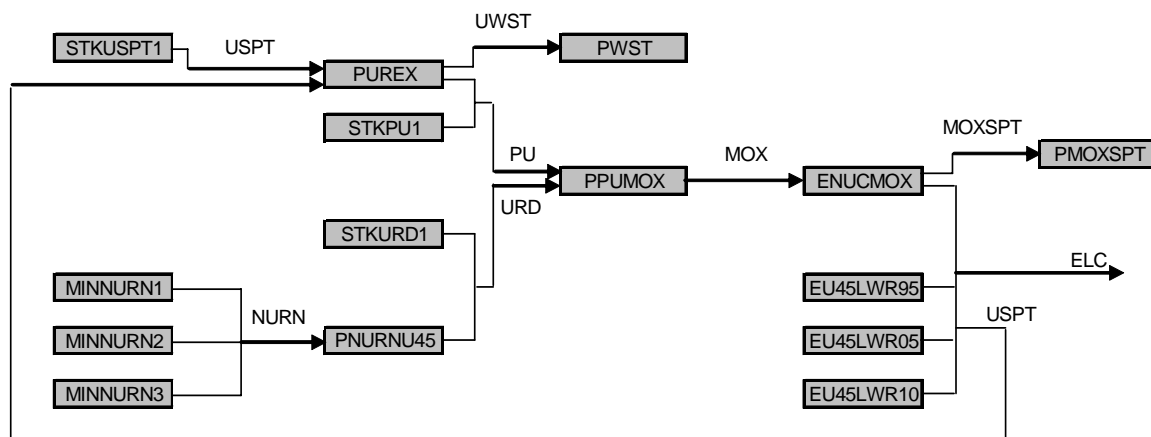 UWST
STKUSPT1
USPT
PWST
PUREX
STKPU1
MOXSPT
PU
MOX
PMOXSPT
PPUMOX
ENUCMOX
URD
STKURD1
ELC
MINNURN1
EU45LWR95
NURN
USPT
MINNURN2
PNURNU45
EU45LWR05
MINNURN3
EU45LWR10